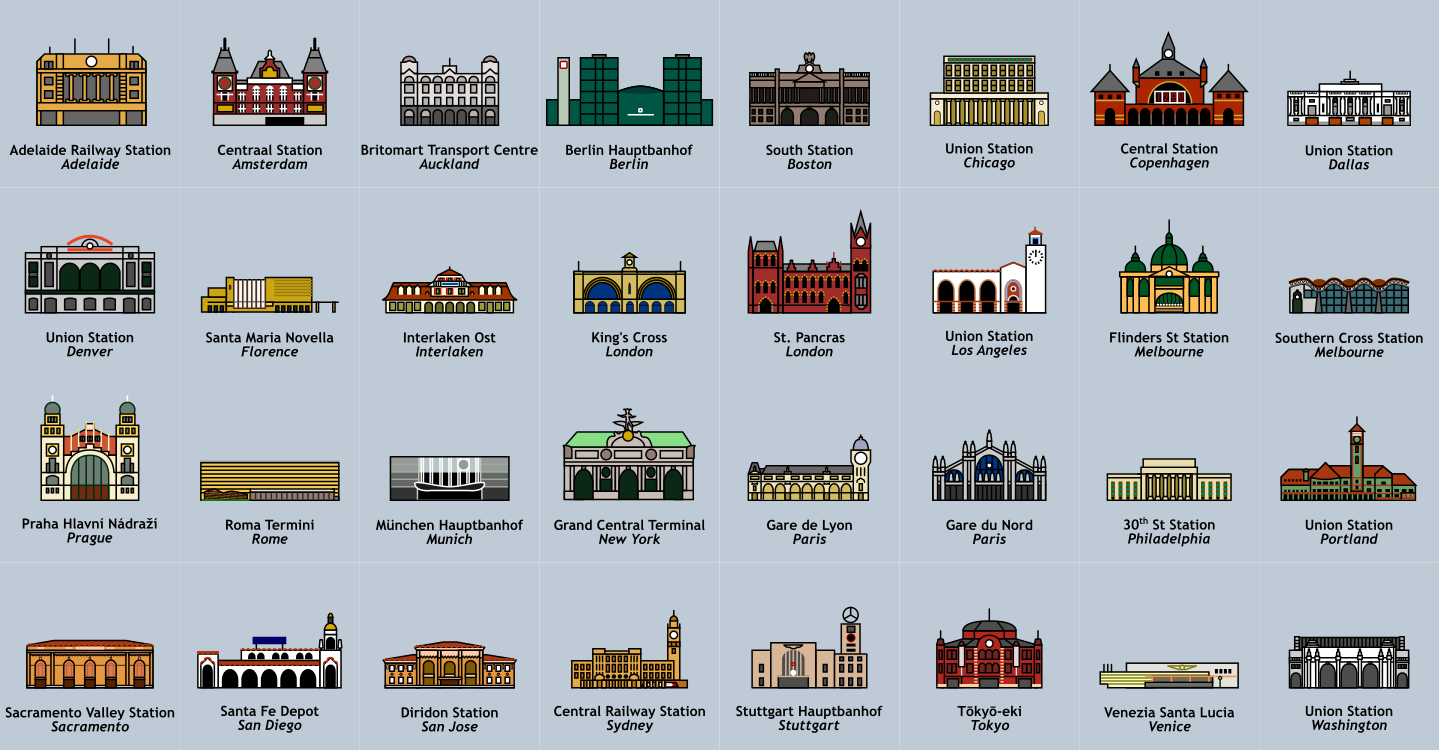 Adelaide Railway Station
Adelaide
Centraal Station
Amsterdam
Britomart Transport Centre
Auckland
Berlin Hauptbanhof
Berlin
South Station
Boston
Union Station
Chicago
Central Station
Copenhagen
Union Station
Dallas
Union Station
Denver
Santa Maria Novella
Florence
Interlaken Ost
Interlaken
King's Cross
London
St. Pancras
London
Union Station
Los Angeles
Flinders St Station
Melbourne
Southern Cross Station
Melbourne
Praha Hlavní Nádraží
Prague
Roma Termini
Rome
München Hauptbanhof
Munich
Grand Central Terminal
New York
Gare de Lyon
Paris
Gare du Nord
Paris
30th St Station
Philadelphia
Union Station
Portland
Sacramento Valley Station
Sacramento
Santa Fe Depot
San Diego
Diridon Station
San Jose
Central Railway Station
Sydney
Stuttgart Hauptbanhof
Stuttgart
Tōkyō-eki
Tokyo
Venezia Santa Lucia
Venice
Union Station
Washington